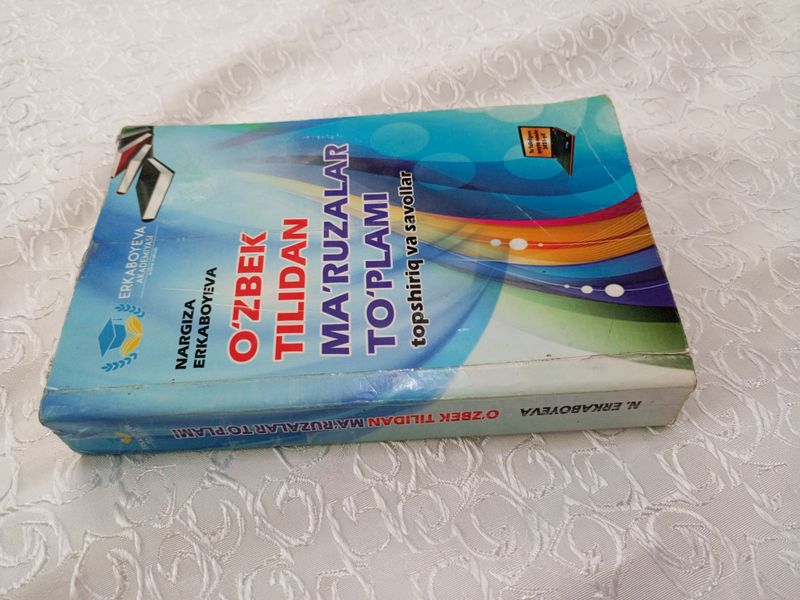 NARGIZA
ERKABOYEVA
O'ZBEK
TILIDAN
MA'RUZALAR
TO'PLAMI
topshiriq va savollar
ERKABOYEVA
AKADEMIYASI
N. ERKABOYEVA
O'ZBEK TILIDAN MA'RUZALAR TO'PLAMI